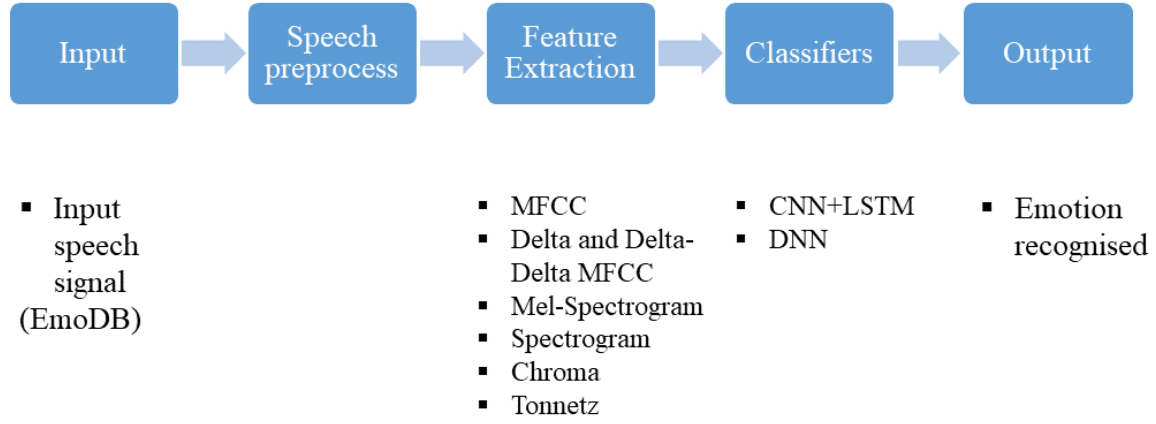 Input
Speech
preprocess
Feature
Extraction
Classifiers
Output
▪ Input
speech
signal
(EmoDB)
▪ MFCC
▪ Delta and Delta-
Delta MFCC
▪ Mel-Spectrogram
▪ Spectrogram
▪ Chroma
▪ Tonnetz
▪ CNN+LSTM
▪ DNN
▪ Emotion
recognised